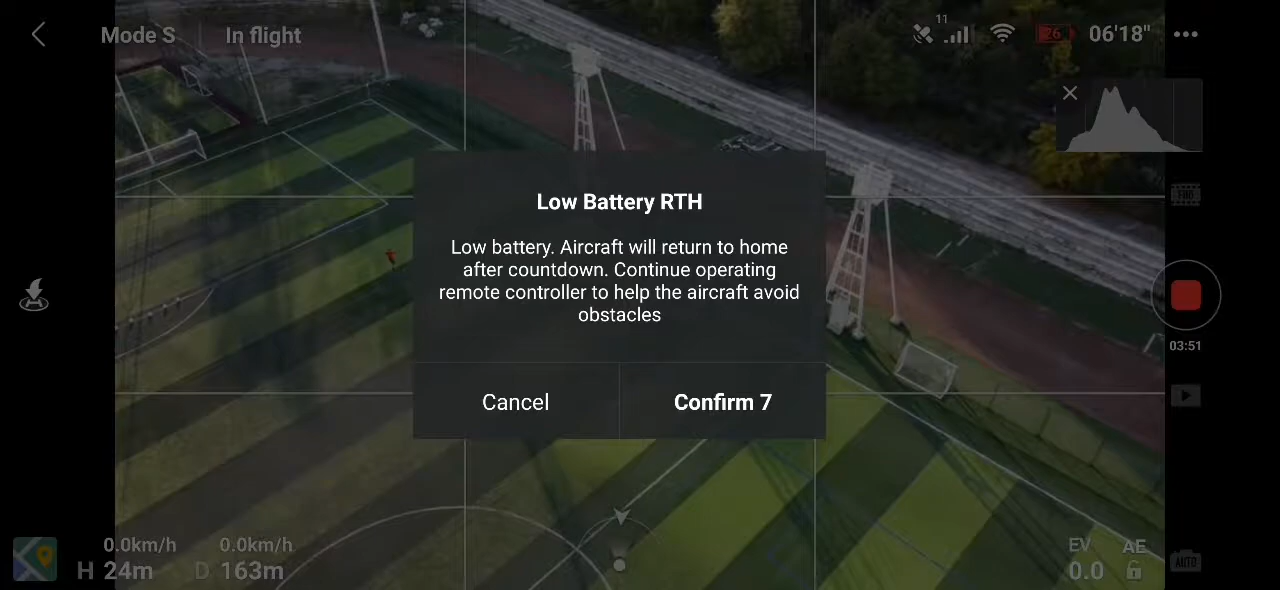 Mode S
In flight
11
26
06'18"
Low Battery RTH
Low battery. Aircraft will return to home
after countdown. Continue operating
remote controller to help the aircraft avoid
obstacles
Cancel
Confirm 7
03:51
0.0km/h
0.0km/h
H 24m
D 163m
EV
0.0
AE
AUTO